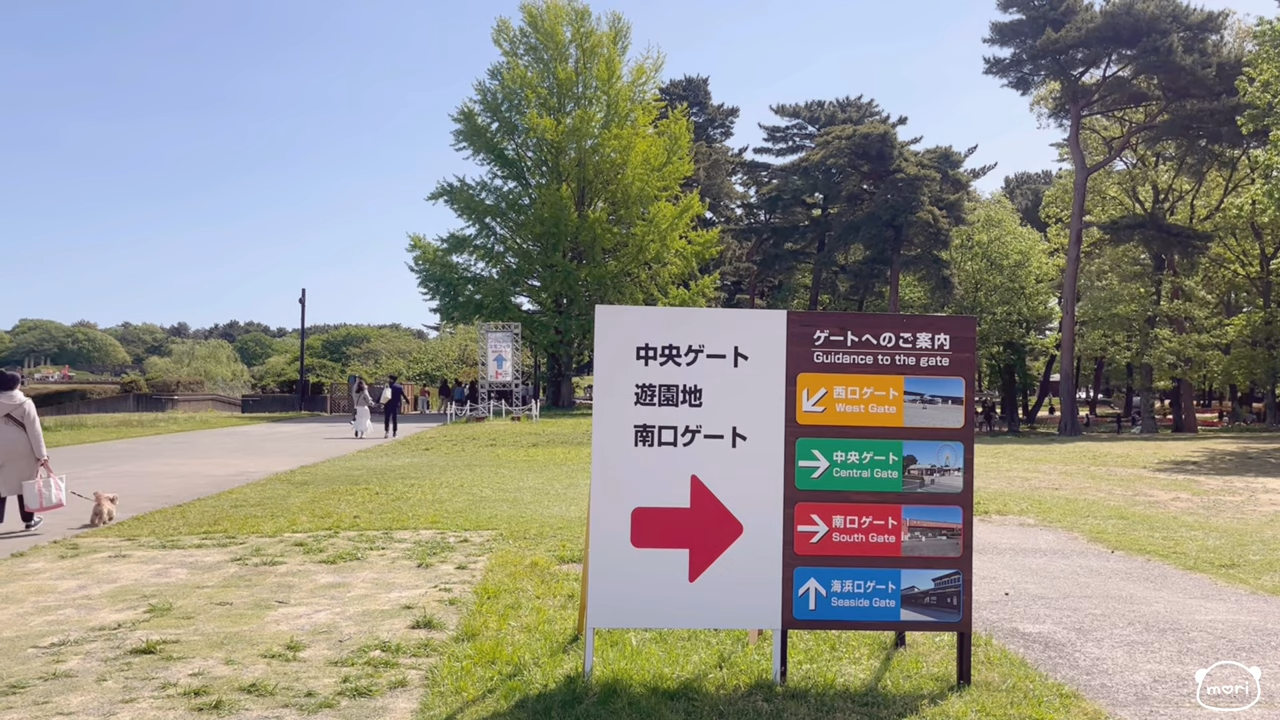 中央ゲート
遊園地
南口ゲート
ゲートへのご案内
Guidance to the gate
西口ゲート
West Gate
中央ゲート
Central Gate
南口ゲート
South Gate
海浜口ゲート
Seaside Gate
mori